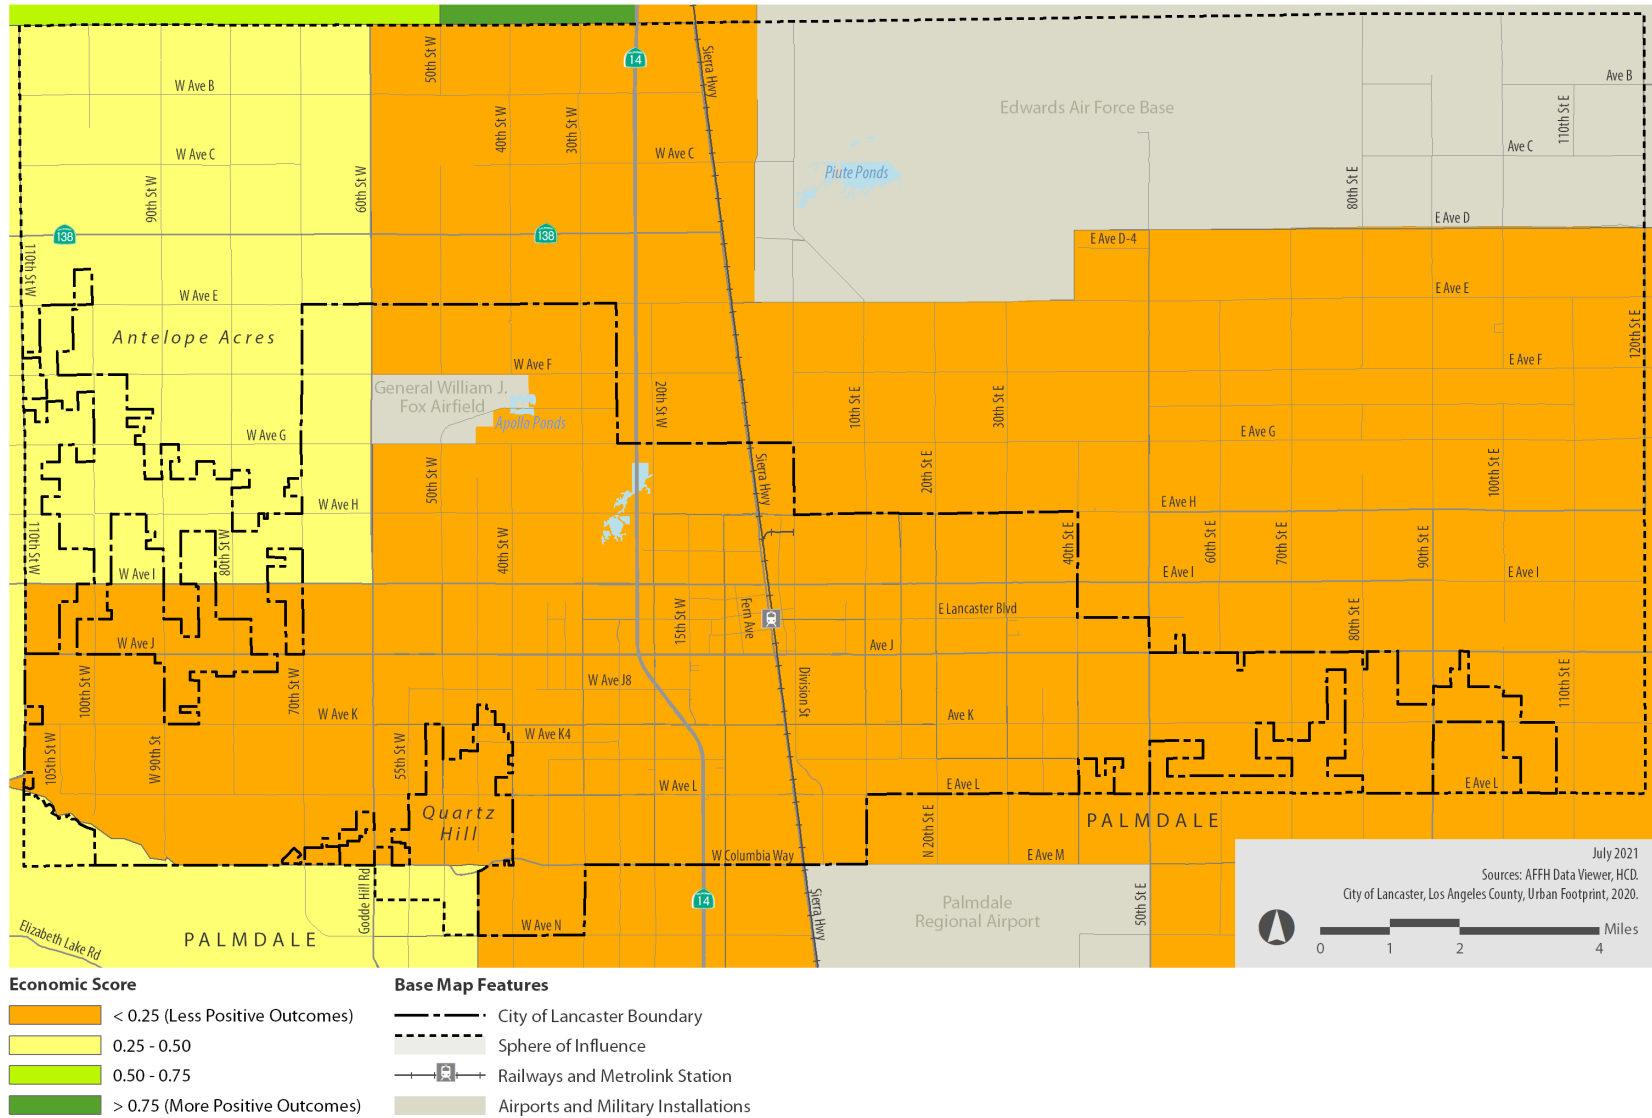 50th St W
14
Sierra Hwy
W Ave B
Ave B
Edwards Air Force Base
110th St E
40th St W
30th St W
W Ave C
W Ave C
Ave C
Piute Ponds
90th St W
60th St W
80th St E
138
138
E Ave D
E Ave D-4
110th St W
W Ave E
E Ave E
Antelope Acres
120th St E
W Ave F
E Ave F
General William J.
Fox Airfield
20th St W
10th St E
30th St E
Apollo Ponds
W Ave G
E Ave G
50th St W
Sierra Hwy
20th St E
100th St E
W Ave H
E Ave H
110th St W
80th St W
40th St W
40th St E
60th St E
70th St E
90th St E
W Ave I
E Ave I
E Ave I
15th St W
Fern Ave
E Lancaster Blvd
80th St E
W Ave J
Ave J
100th St W
70th St W
W Ave J8
Division St
110th St E
W Ave K
Ave K
W Ave K4
105th St W
W 90th St
55th St W
W Ave L
E Ave L
E Ave L
Quartz
Hill
N 20th St E
PALMDALE
W Columbia Way
E Ave M
July 2021
Sources: AFFH Data Viewer, HCD.
City of Lancaster, Los Angeles County, Urban Footprint, 2020.
Godde Hill Rd
14
Sierra Hwy
Palmdale
Regional Airport
50th St E
W Ave N
Elizabeth Lake Rd
PALMDALE
Miles
0 1 2 4
Economic Score
< 0.25 (Less Positive Outcomes)
0.25 - 0.50
0.50 - 0.75
> 0.75 (More Positive Outcomes)
Base Map Features
City of Lancaster Boundary
Sphere of Influence
Railways and Metrolink Station
Airports and Military Installations